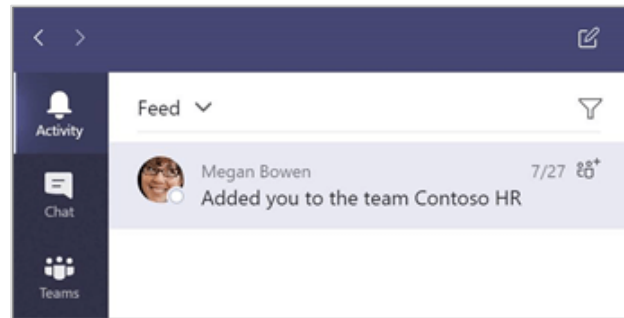 Activity
Chat
Teams
Feed
Megan Bowen 7/27
Added you to the team Contoso HR